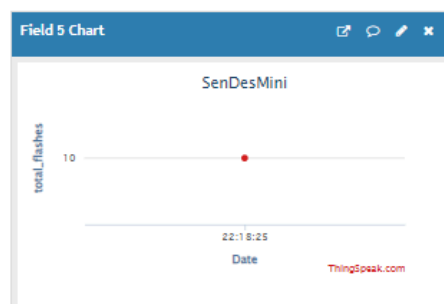 Field 5 Chart
SenDesMini
total_flashes
10
22:18:25
Date
ThingSpeak.com